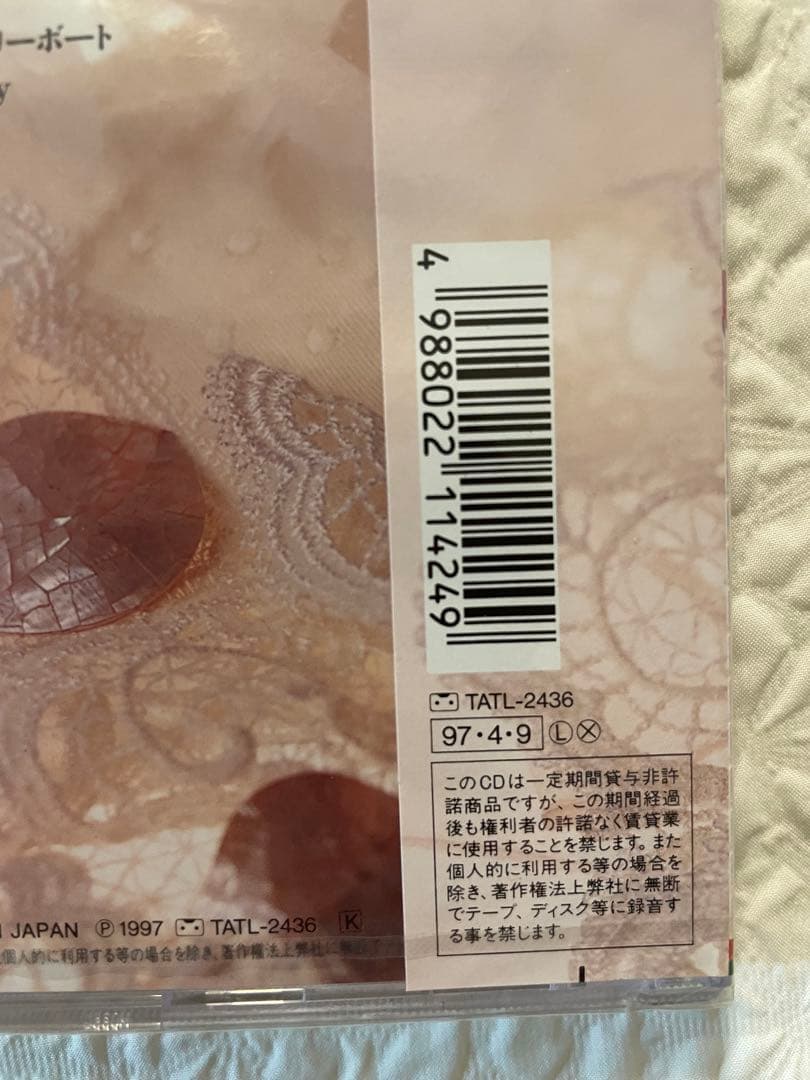 リーボート
y
4 988022 114249
TATL-2436
97・4・9 Ⓛ Ⓧ
このCDは一定期間貸与非許
諾商品ですが、この期間経過
後も権利者の許諾なく賃貸業
に使用することを禁じます。また
個人的に利用する等の場合を
除き、著作権法上弊社に無断
でテープ、ディスク等に録音す
る事を禁じます。
JAPAN Ⓟ 1997 TATL-2436 K
個人的に利用する等の場合を除き、著作権法上弊社に無断